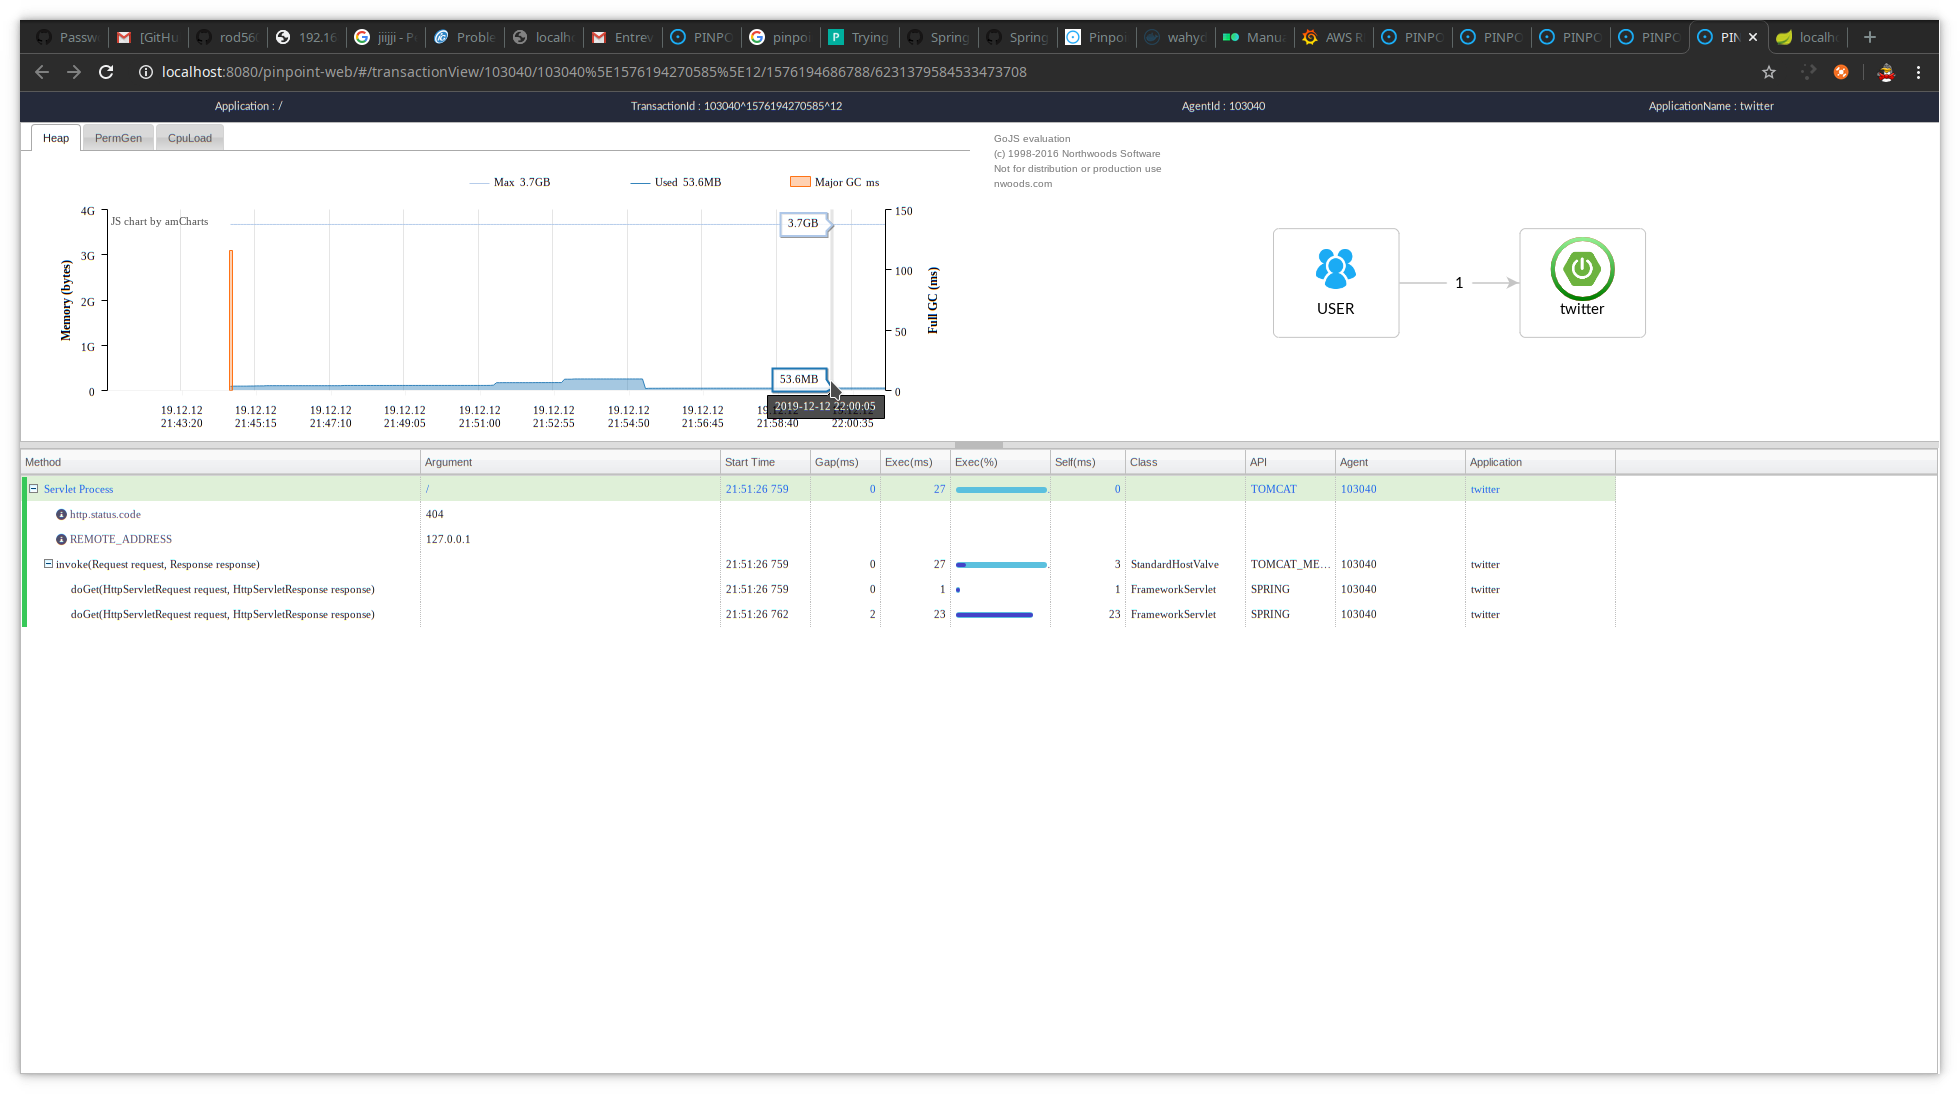 Passw [GitHu rod560 192.16 jiijji - P Proble localh Entrev PINPO pinpoi Trying Spring Spring Pinpoi wahyd Manua AWS R PINPO PINPO PINPO PINPO PIN localh
localhost:8080/pinpoint-web/#/transactionView/103040/103040%5E1576194270585%5E12/1576194686788/6231379584533473708
Application : / TransactionId : 103040^1576194270585^12 AgentId : 103040 ApplicationName : twitter
Heap PermGen CpuLoad
GoJS evaluation
(c) 1998-2016 Northwoods Software
Not for distribution or production use
nwoods.com
Max 3.7GB Used 53.6MB Major GC ms
JS chart by amCharts
Memory (bytes)
4G
3G
2G
1G
0
3.7GB
53.6MB
2019-12-12 22:00:05
150
100
50
0
Full GC (ms)
19.12.12 19.12.12 19.12.12 19.12.12 19.12.12 19.12.12 19.12.12 19.12.12
21:43:20 21:45:15 21:47:10 21:49:05 21:51:00 21:52:55 21:54:50 21:56:45 21:58:40 22:00:35
USER
1
twitter
Method Argument Start Time Gap(ms) Exec(ms) Exec(%) Self(ms) Class API Agent Application
Servlet Process / 21:51:26 759 0 27 0 TOMCAT 103040 twitter
http.status.code 404
REMOTE_ADDRESS 127.0.0.1
invoke(Request request, Response response) 21:51:26 759 0 27 3 StandardHostValve TOMCAT_ME... 103040 twitter
doGet(HttpServletRequest request, HttpServletResponse response) 21:51:26 759 0 1 1 FrameworkServlet SPRING 103040 twitter
doGet(HttpServletRequest request, HttpServletResponse response) 21:51:26 762 2 23 23 FrameworkServlet SPRING 103040 twitter